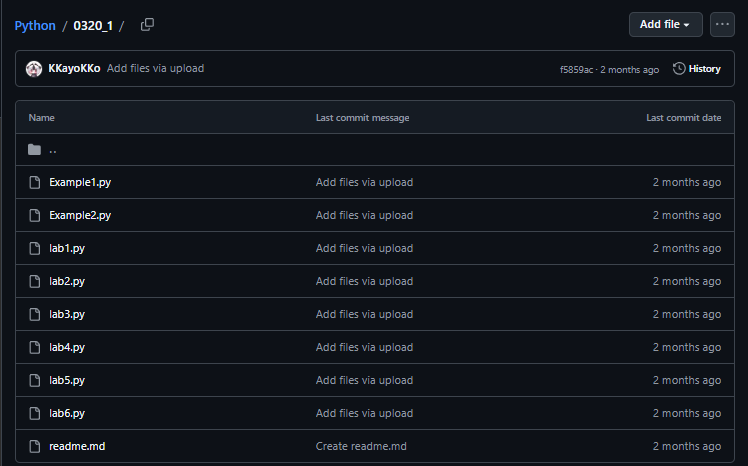 Python / 0320_1 /
Add file
KKayoKKo Add files via upload
f5859ac · 2 months ago
History
Name Last commit message Last commit date
..
Example1.py Add files via upload 2 months ago
Example2.py Add files via upload 2 months ago
lab1.py Add files via upload 2 months ago
lab2.py Add files via upload 2 months ago
lab3.py Add files via upload 2 months ago
lab4.py Add files via upload 2 months ago
lab5.py Add files via upload 2 months ago
lab6.py Add files via upload 2 months ago
readme.md Create readme.md 2 months ago